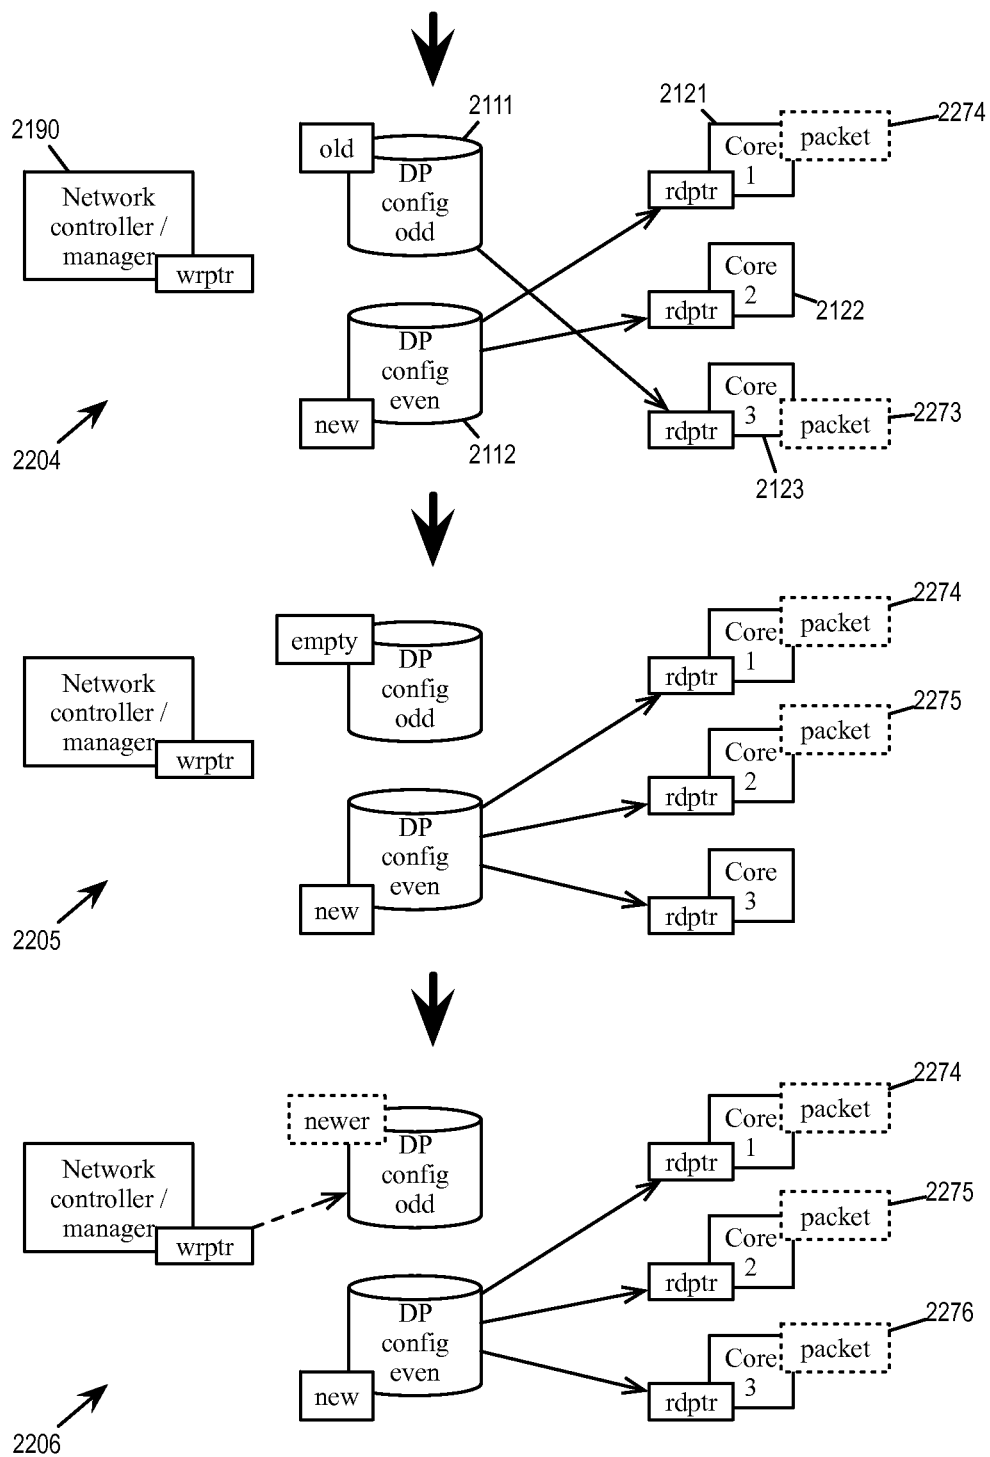 2190
Network
controller /
manager
wrptr
old
2111
DP
config
odd
DP
config
even
new
2112
2121
2274
packet
Core
1
rdptr
Core
2
rdptr
2122
Core
3
rdptr
packet
2273
2123
2204
Network
controller /
manager
wrptr
empty
DP
config
odd
DP
config
even
new
2274
packet
Core
1
rdptr
2275
packet
Core
2
rdptr
Core
3
rdptr
2205
Network
controller /
manager
wrptr
newer
DP
config
odd
DP
config
even
new
2274
packet
Core
1
rdptr
2275
packet
Core
2
rdptr
2276
packet
Core
3
rdptr
2206